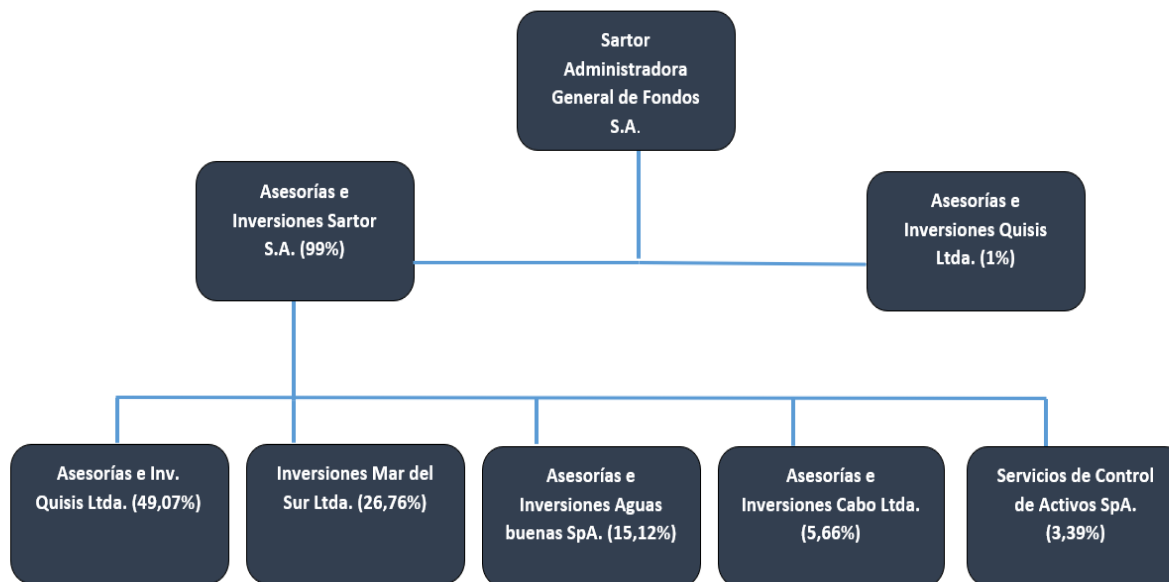 Sartor
Administradora
General de Fondos
S.A.
Asesorías e
Inversiones Sartor
S.A. (99%)
Asesorías e
Inversiones Quisis
Ltda. (1%)
Asesorías e Inv.
Quisis Ltda. (49,07%)
Inversiones Mar del
Sur Ltda. (26,76%)
Asesorías e
Inversiones Aguas
buenas SpA. (15,12%)
Asesorías e
Inversiones Cabo Ltda.
(5,66%)
Servicios de Control
de Activos SpA.
(3,39%)